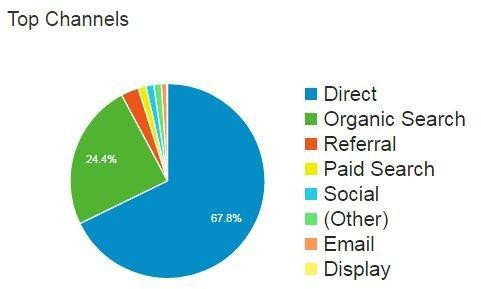 Top Channels
24.4%
67.8%
Direct
Organic Search
Referral
Paid Search
Social
(Other)
Email
Display